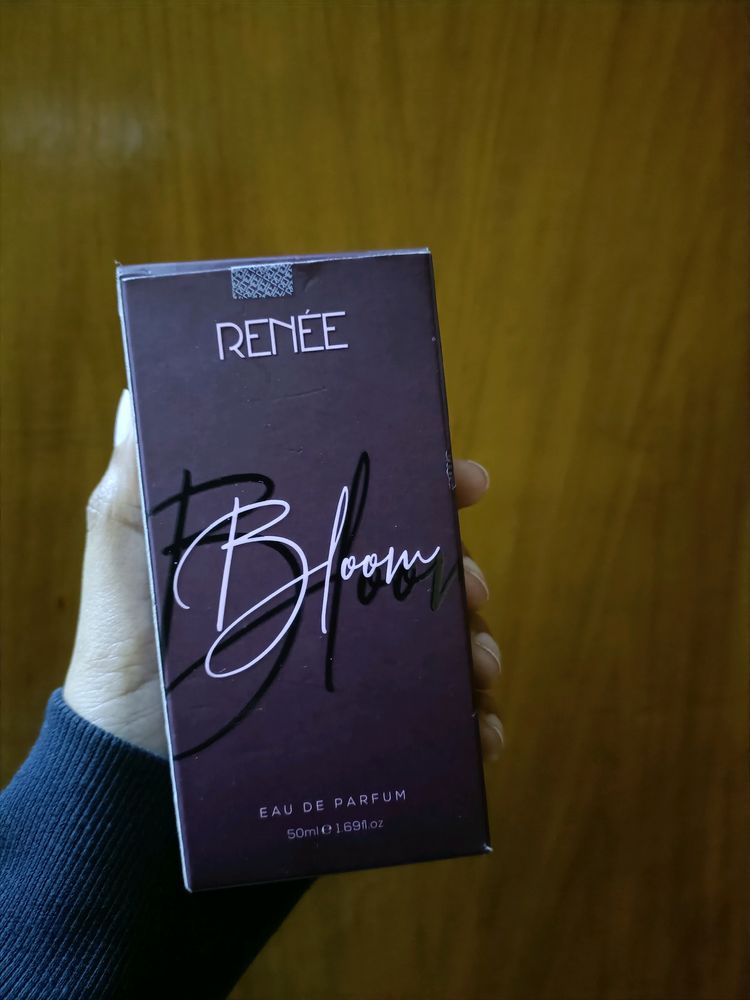 RENÉE
Bloom
EAU DE PARFUM
50ml ℮ 1.69fl.oz